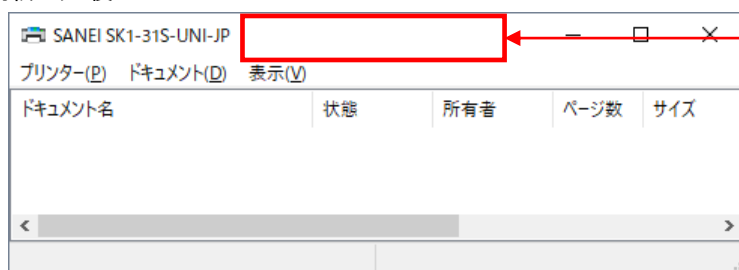 SANEI SK1-31S-UNI-JP
プリンター(P) ドキュメント(D) 表示(V)
ドキュメント名 状態 所有者 ページ数 サイズ